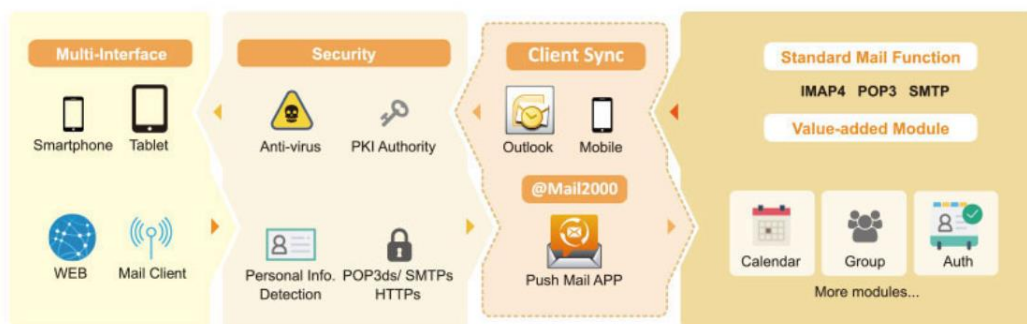 Multi-Interface
Smartphone
Tablet
WEB
Mail Client
Security
Anti-virus
PKI Authority
Personal Info.
Detection
POP3ds/ SMTPs
HTTPs
Client Sync
Outlook
Mobile
@Mail2000
Push Mail APP
Standard Mail Function
IMAP4 POP3 SMTP
Value-added Module
Calendar
Group
Auth
More modules...